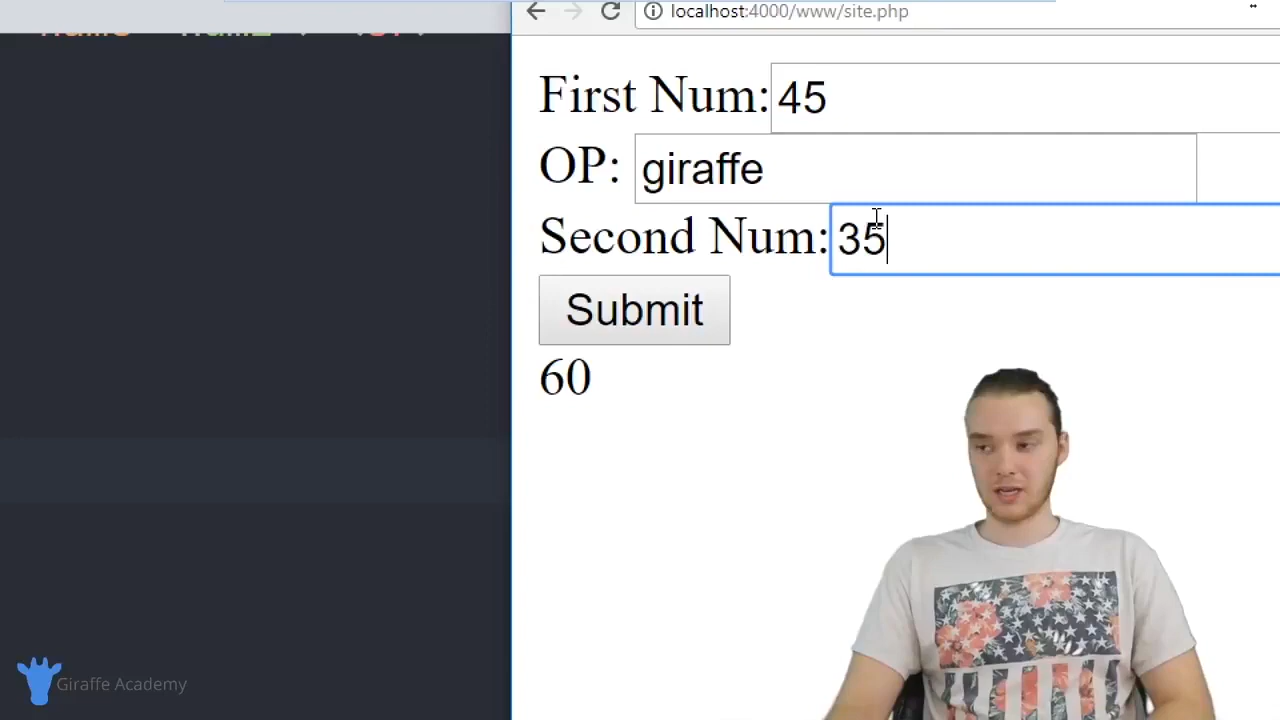 localhost:4000/www/site.php
First Num: 45
OP: giraffe
Second Num: 35
Submit
60
Giraffe Academy